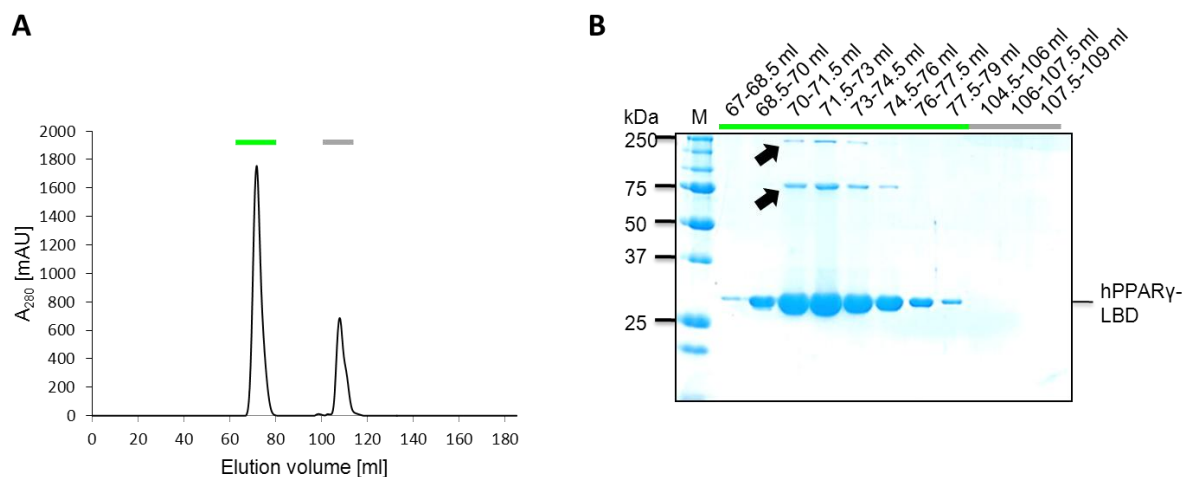 A
A280 [mAU]
2000
1800
1600
1400
1200
1000
800
600
400
200
0
0 20 40 60 80 100 120 140 160 180
Elution volume [ml]
B
67-68.5 ml
68.5-70 ml
70-71.5 ml
71.5-73 ml
73-74.5 ml
74.5-76 ml
76-77.5 ml
77.5-79 ml
104.5-106 ml
106-107.5 ml
107.5-109 ml
kDa M
250
75
50
37
25
hPPARγ-
LBD